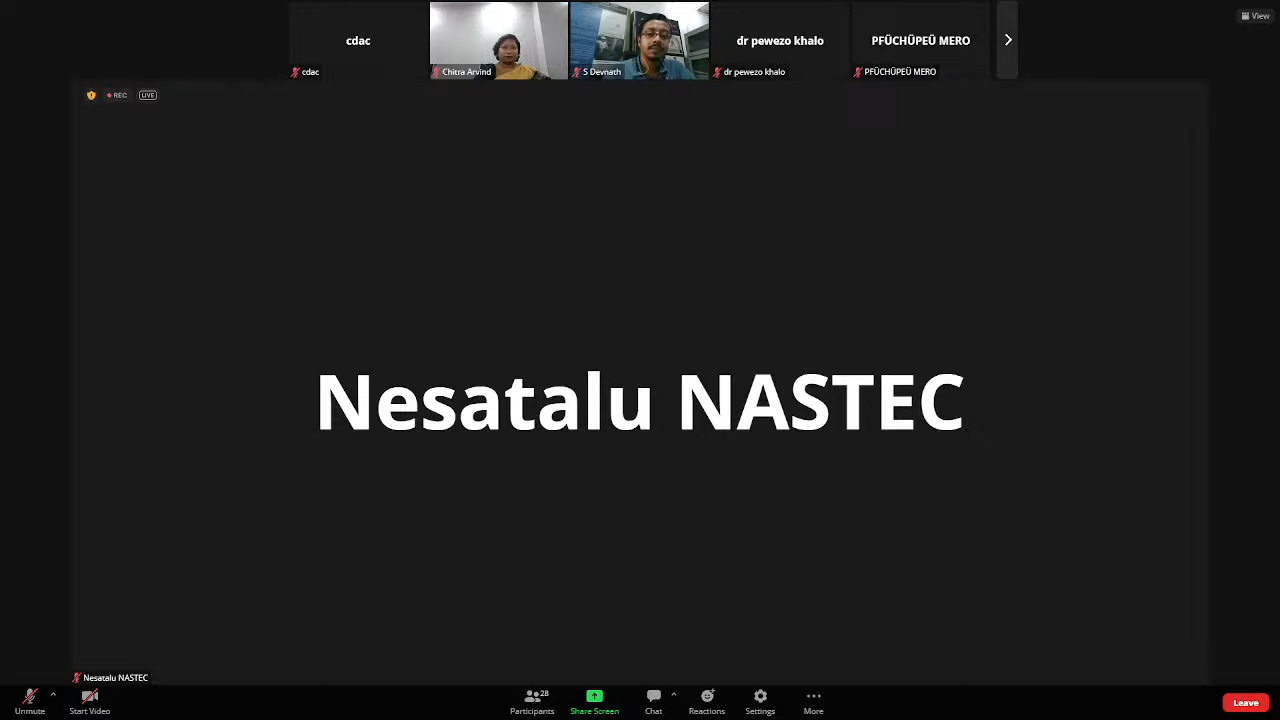 View
cdac
dr pewezo khalo
PFÜCHÜPEÜ MERO
cdac
Chitra Arvind
S Devnath
dr pewezo khalo
PFÜCHÜPEÜ MERO
REC
LIVE
Nesatalu NASTEC
Nesatalu NASTEC
Unmute
Start Video
Participants
28
Share Screen
Chat
Reactions
Settings
More
Leave